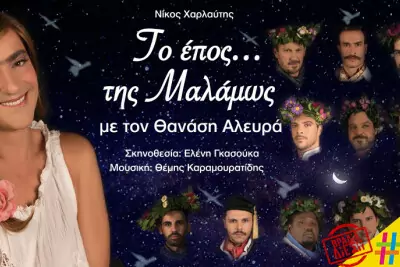 Νίκος Χαρλαύτης
Το έπος...
της Μαλάμως
με τον Θανάση Αλευρά
Σκηνοθεσία: Ελένη Γκασούκα
Μουσική: Θέμης Καραμουρατίδης